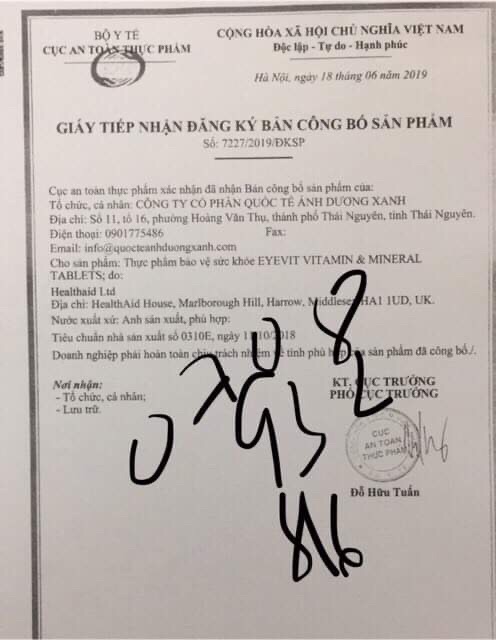 BỘ Y TẾ
CỤC AN TOÀN THỰC PHẨM
CỘNG HÒA XÃ HỘI CHỦ NGHĨA VIỆT NAM
Độc lập - Tự do - Hạnh phúc
Hà Nội, ngày 18 tháng 06 năm 2019
GIẤY TIẾP NHẬN ĐĂNG KÝ BẢN CÔNG BỐ SẢN PHẨM
Số: 7227/2019/ĐKSP
Cục an toàn thực phẩm xác nhận đã nhận Bản công bố sản phẩm của:
Tổ chức, cá nhân: CÔNG TY CỔ PHẦN QUỐC TẾ ÁNH DƯƠNG XANH
Địa chỉ: Số 11, tổ 16, phường Hoàng Văn Thụ, thành phố Thái Nguyên, tỉnh Thái Nguyên.
Điện thoại: 0901775486 Fax:
Email: info@quocteanhduongxanh.com
Cho sản phẩm: Thực phẩm bảo vệ sức khỏe EYEVIT VITAMIN & MINERAL
TABLETS; do:
Healthaid Ltd
Địa chỉ: HealthAid House, Marlborough Hill, Harrow, Middlesex HA1 1UD, UK.
Nước xuất xứ: Anh sản xuất, phù hợp:
Tiêu chuẩn nhà sản xuất số 0310E, ngày 11/10/2018
Doanh nghiệp phải hoàn toàn chịu trách nhiệm về tính phù hợp của sản phẩm đã công bố./.
Nơi nhận:
- Tổ chức, cá nhân;
- Lưu trữ.
KT. CỤC TRƯỞNG
PHÓ CỤC TRƯỞNG
CỤC
AN TOÀN
THỰC PHẨM
Đỗ Hữu Tuấn